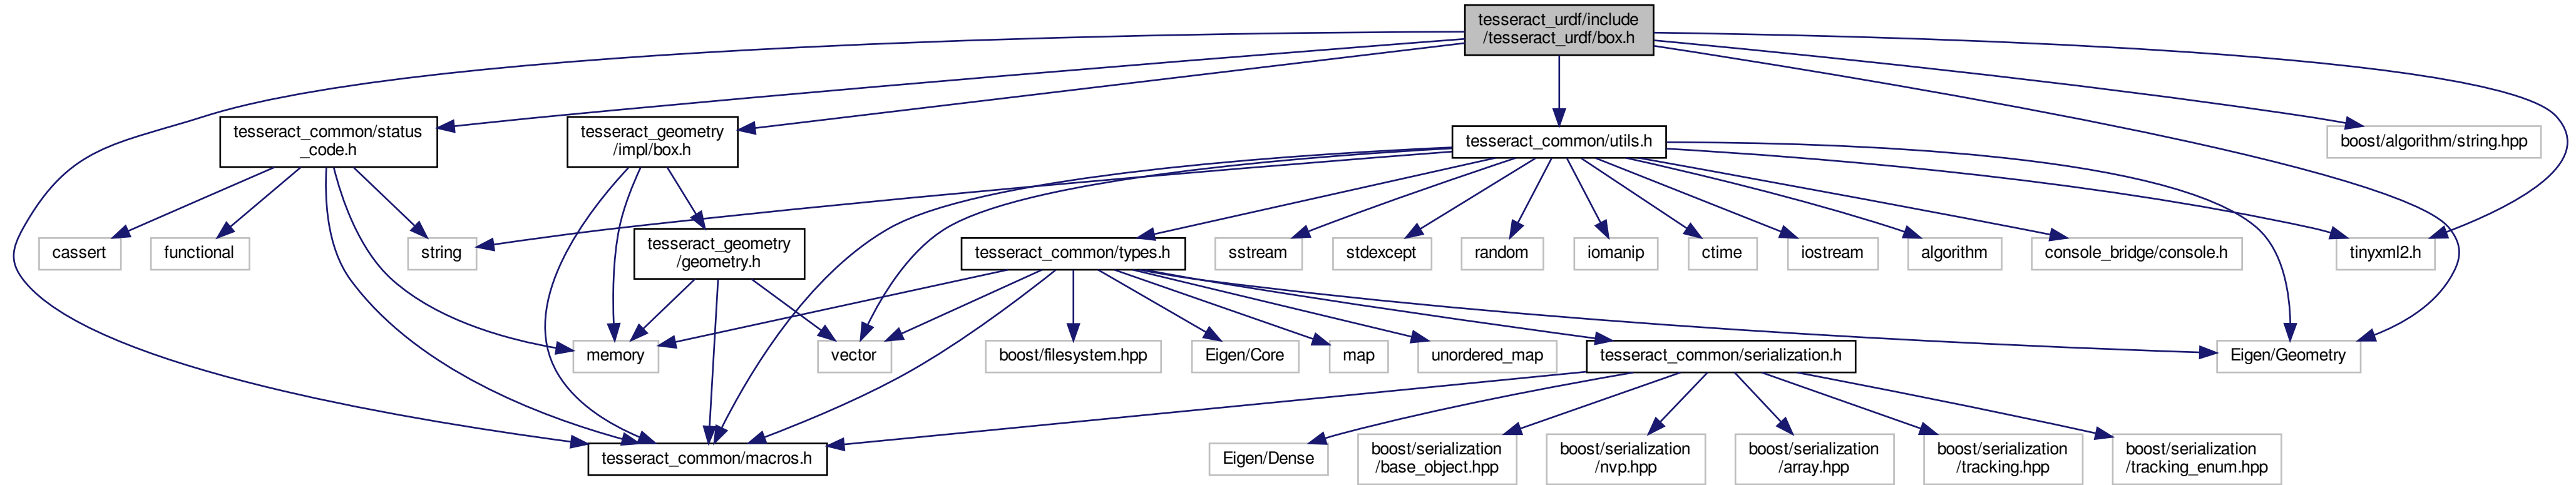 tesseract_urdf/include
/tesseract_urdf/box.h
tesseract_common/status
_code.h
tesseract_geometry
/impl/box.h
tesseract_common/utils.h
boost/algorithm/string.hpp
cassert
functional
string
tesseract_geometry
/geometry.h
tesseract_common/types.h
sstream
stdexcept
random
iomanip
ctime
iostream
algorithm
console_bridge/console.h
tinyxml2.h
memory
vector
boost/filesystem.hpp
Eigen/Core
map
unordered_map
tesseract_common/serialization.h
Eigen/Geometry
tesseract_common/macros.h
Eigen/Dense
boost/serialization
/base_object.hpp
boost/serialization
/nvp.hpp
boost/serialization
/array.hpp
boost/serialization
/tracking.hpp
boost/serialization
/tracking_enum.hpp